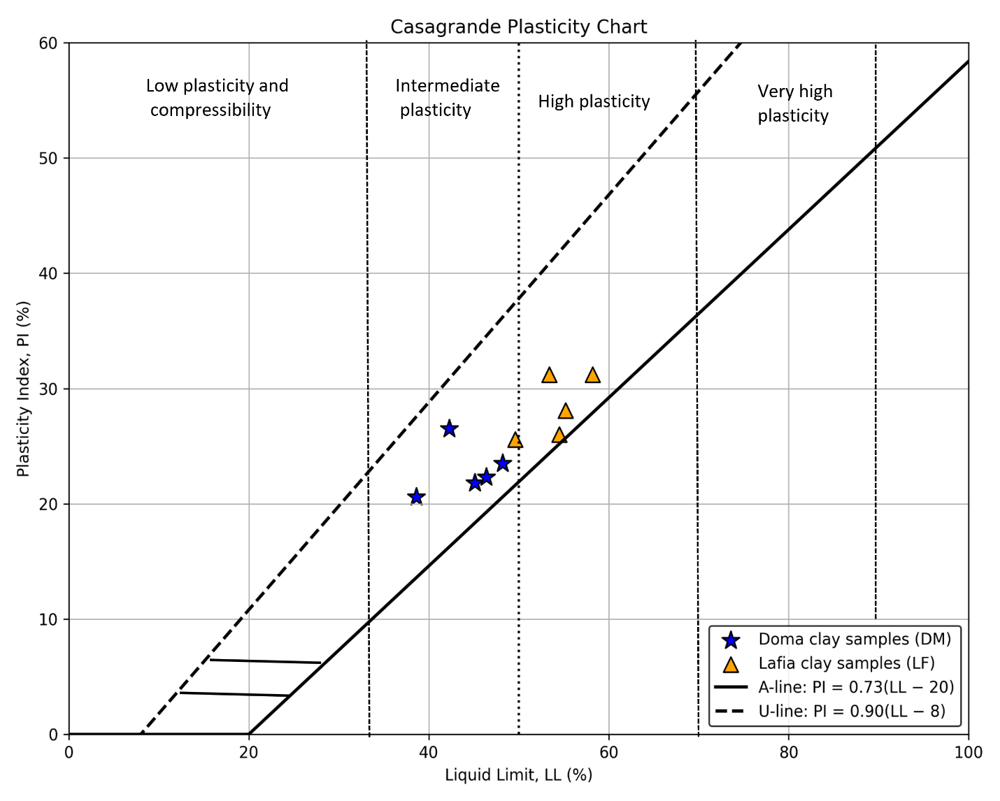 Casagrande Plasticity Chart
Low plasticity and
compressibility
Intermediate
plasticity
High plasticity
Very high
plasticity
Plasticity Index, PI (%)
60
50
40
30
20
10
0
0 20 40 60 80 100
Liquid Limit, LL (%)
Doma clay samples (DM)
Lafia clay samples (LF)
A-line: PI = 0.73(LL − 20)
U-line: PI = 0.90(LL − 8)